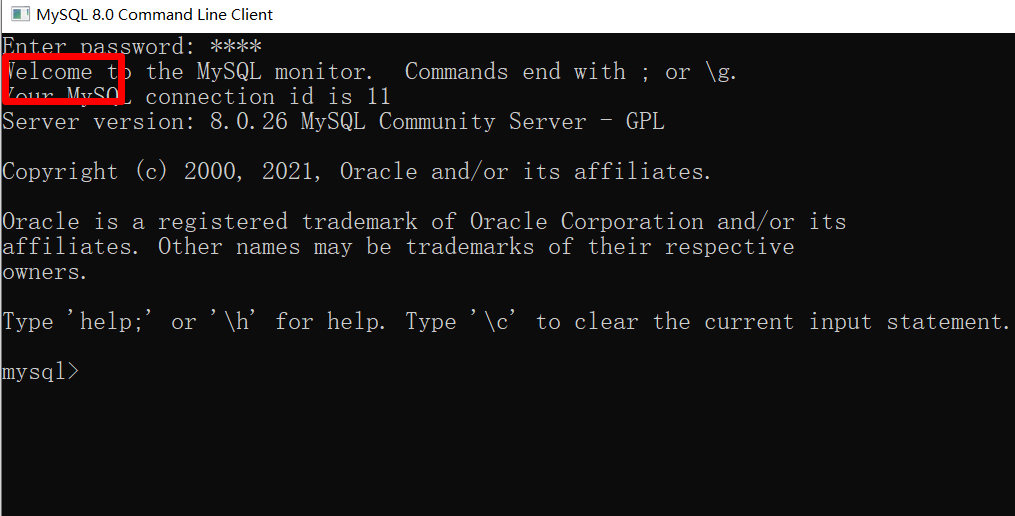 MySQL 8.0 Command Line Client
Enter password: ****
Welcome to the MySQL monitor.  Commands end with ; or \g.
Your MySQL connection id is 11
Server version: 8.0.26 MySQL Community Server - GPL
Copyright (c) 2000, 2021, Oracle and/or its affiliates.
Oracle is a registered trademark of Oracle Corporation and/or its
affiliates. Other names may be trademarks of their respective
owners.
Type 'help;' or '\h' for help. Type '\c' to clear the current input statement.
mysql>